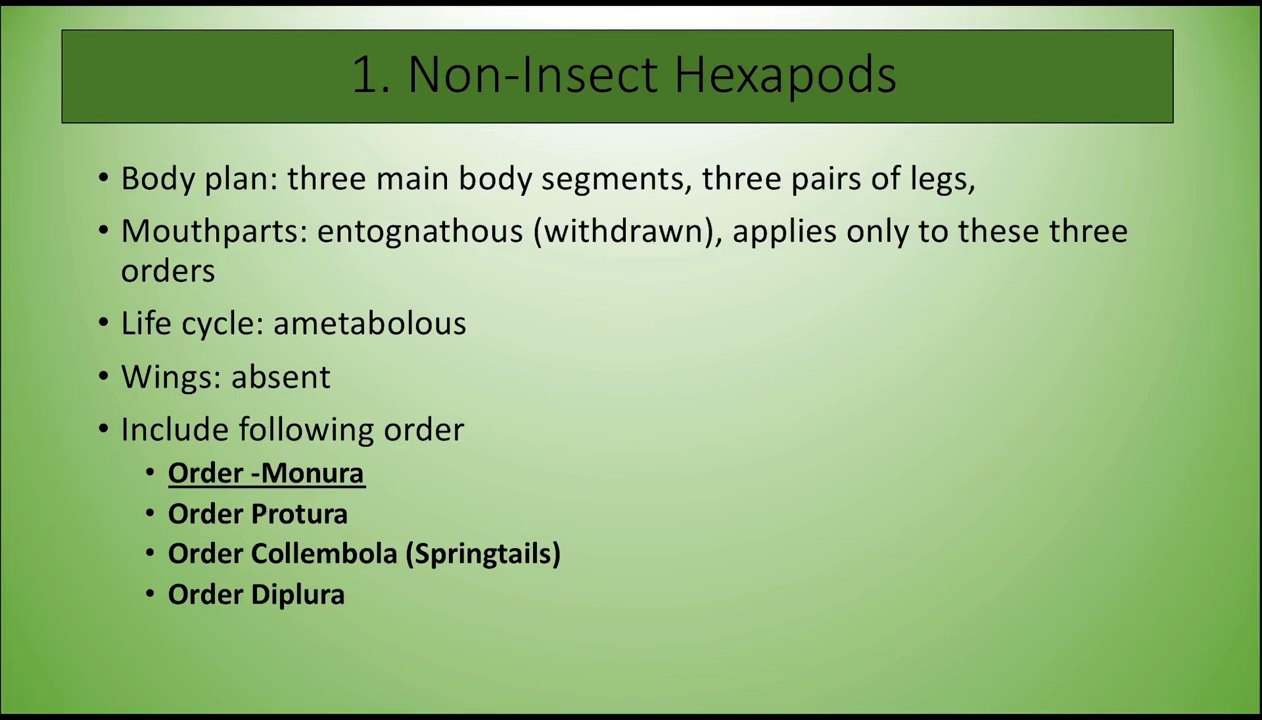 1. Non-Insect Hexapods
• Body plan: three main body segments, three pairs of legs,
• Mouthparts: entognathous (withdrawn), applies only to these three
orders
• Life cycle: ametabolous
• Wings: absent
• Include following order
• Order -Monura
• Order Protura
• Order Collembola (Springtails)
• Order Diplura